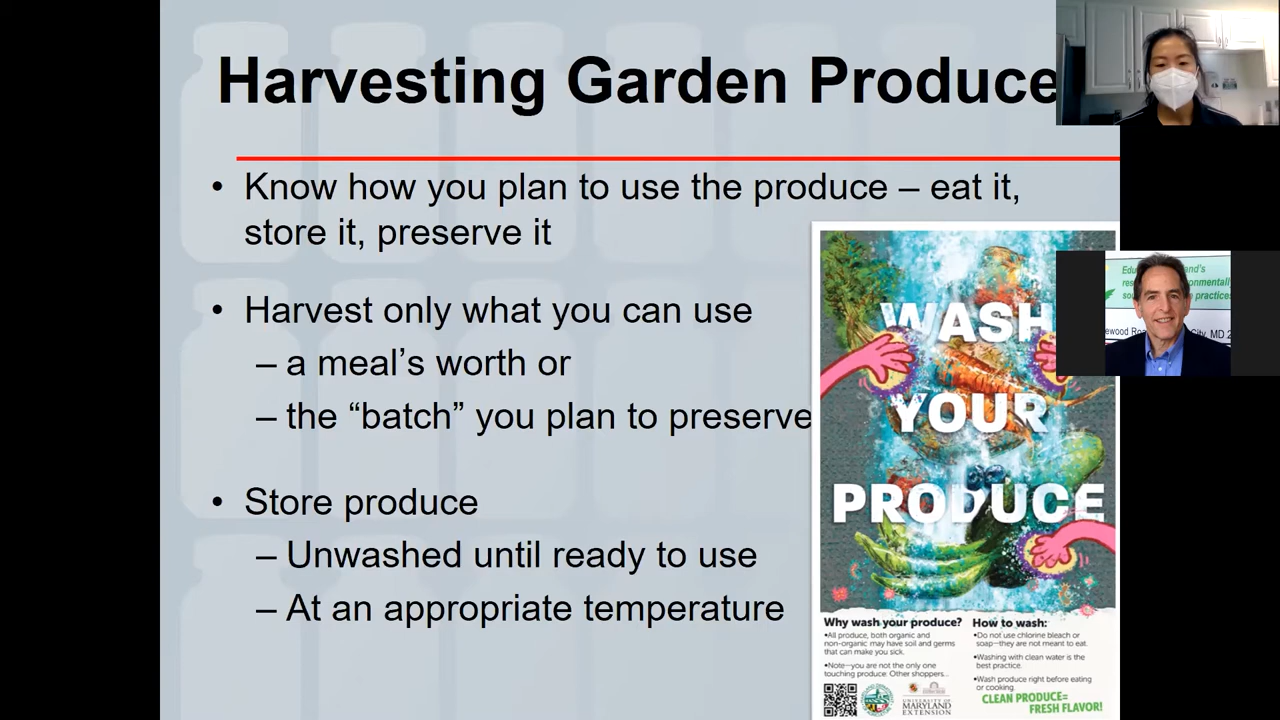 Harvesting Garden Produce
• Know how you plan to use the produce – eat it,
store it, preserve it
• Harvest only what you can use
– a meal’s worth or
– the “batch” you plan to preserve
• Store produce
– Unwashed until ready to use
– At an appropriate temperature
WASH
YOUR
PRODUCE
Why wash your produce?
•All produce, both organic and
non-organic may have soil and germs
that can make you sick.
•Note—you are not the only one
touching produce: Other shoppers...
How to wash:
•Do not use chlorine bleach or
soap—they are not meant to eat.
•Washing with clean water is the
best practice.
•Wash produce right before eating
or cooking.
CLEAN PRODUCE=
FRESH FLAVOR!
UNIVERSITY OF
MARYLAND
EXTENSION
practice
City, MD 2